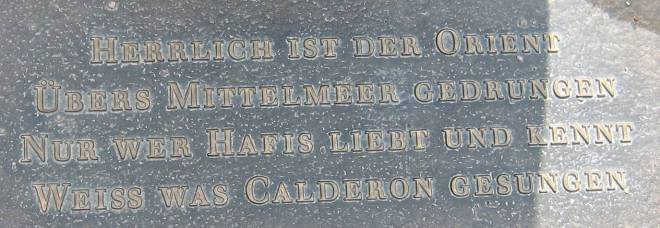 Herrlich ist der Orient
Übers Mittelmeer gedrungen
Nur wer Hafis liebt und kennt
Weiss was Calderon gesungen